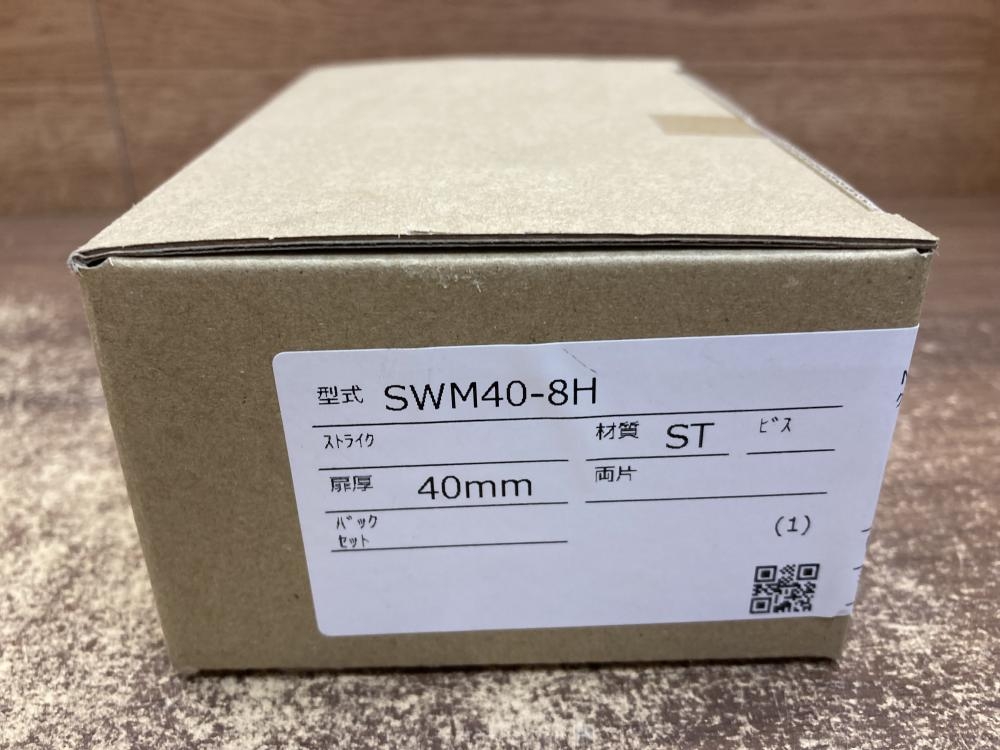 型式 SWM40-8H
ストライク 材質 ST ビス
扉厚 40mm 両片
バック
セット
(1)